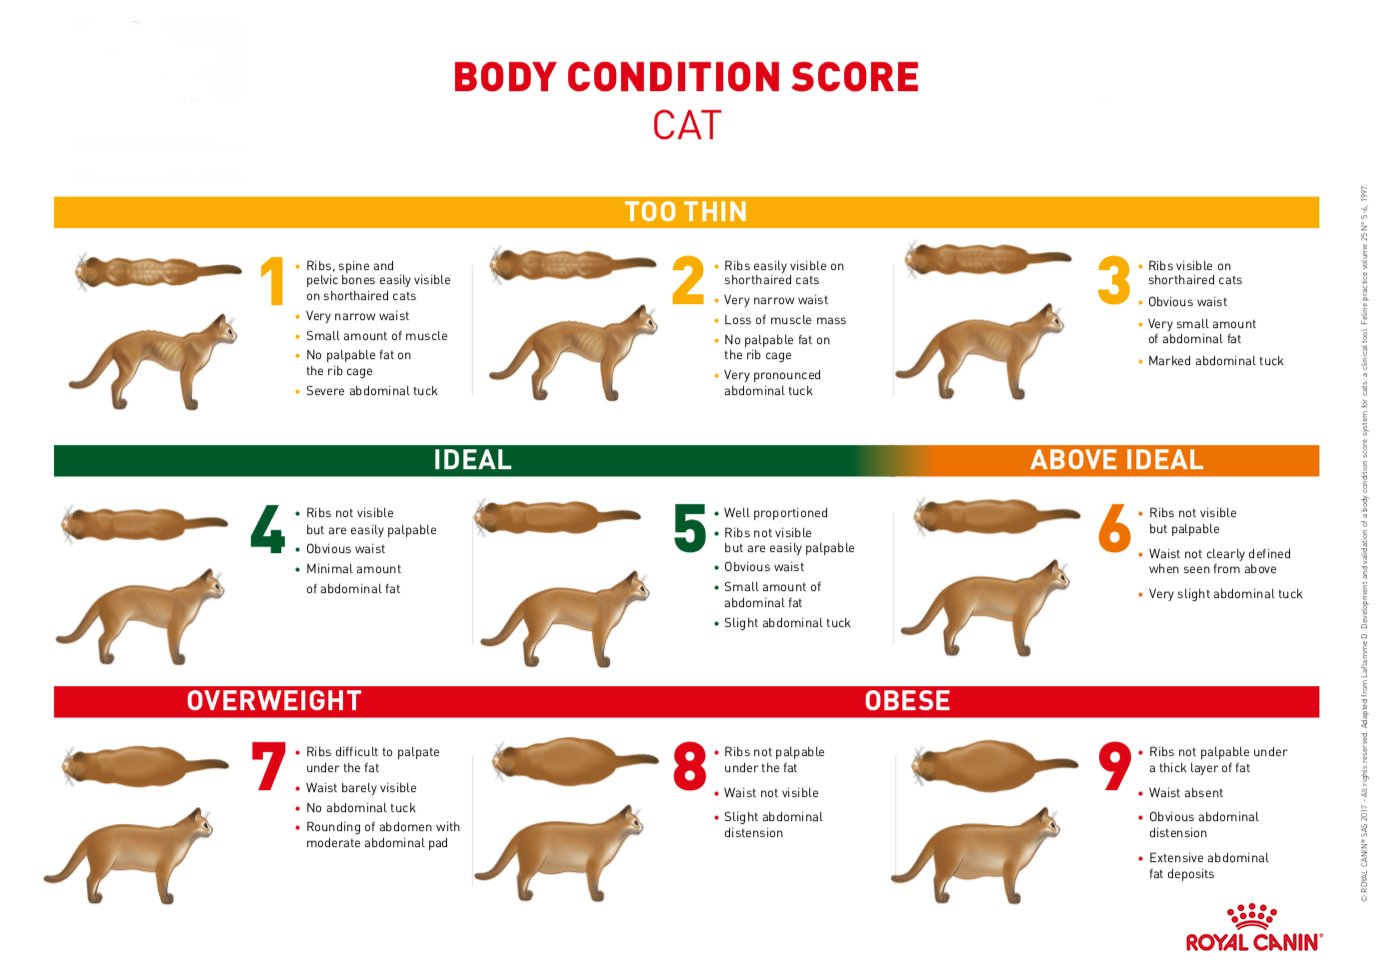 BODY CONDITION SCORE
CAT
TOO THIN
1
• Ribs, spine and
pelvic bones easily visible
on shorthaired cats
• Very narrow waist
• Small amount of muscle
• No palpable fat on
the rib cage
• Severe abdominal tuck
2
• Ribs easily visible on
shorthaired cats
• Very narrow waist
• Loss of muscle mass
• No palpable fat on
the rib cage
• Very pronounced
abdominal tuck
3
• Ribs visible on
shorthaired cats
• Obvious waist
• Very small amount
of abdominal fat
• Marked abdominal tuck
IDEAL
ABOVE IDEAL
4
• Ribs not visible
but are easily palpable
• Obvious waist
• Minimal amount
of abdominal fat
5
• Well proportioned
• Ribs not visible
but are easily palpable
• Obvious waist
• Small amount of
abdominal fat
• Slight abdominal tuck
6
• Ribs not visible
but palpable
• Waist not clearly defined
when seen from above
• Very slight abdominal tuck
OVERWEIGHT
OBESE
7
• Ribs difficult to palpate
under the fat
• Waist barely visible
• No abdominal tuck
• Rounding of abdomen with
moderate abdominal pad
8
• Ribs not palpable
under the fat
• Waist not visible
• Slight abdominal
distension
9
• Ribs not palpable under
a thick layer of fat
• Waist absent
• Obvious abdominal
distension
• Extensive abdominal
fat deposits
ROYAL CANIN®
© ROYAL CANIN® SAS 2017 - All rights reserved. Adapted from Laflamme D. Development and validation of a body condition score system for cats: a clinical tool. Feline practice volume 25 N° 5-6, 1997.